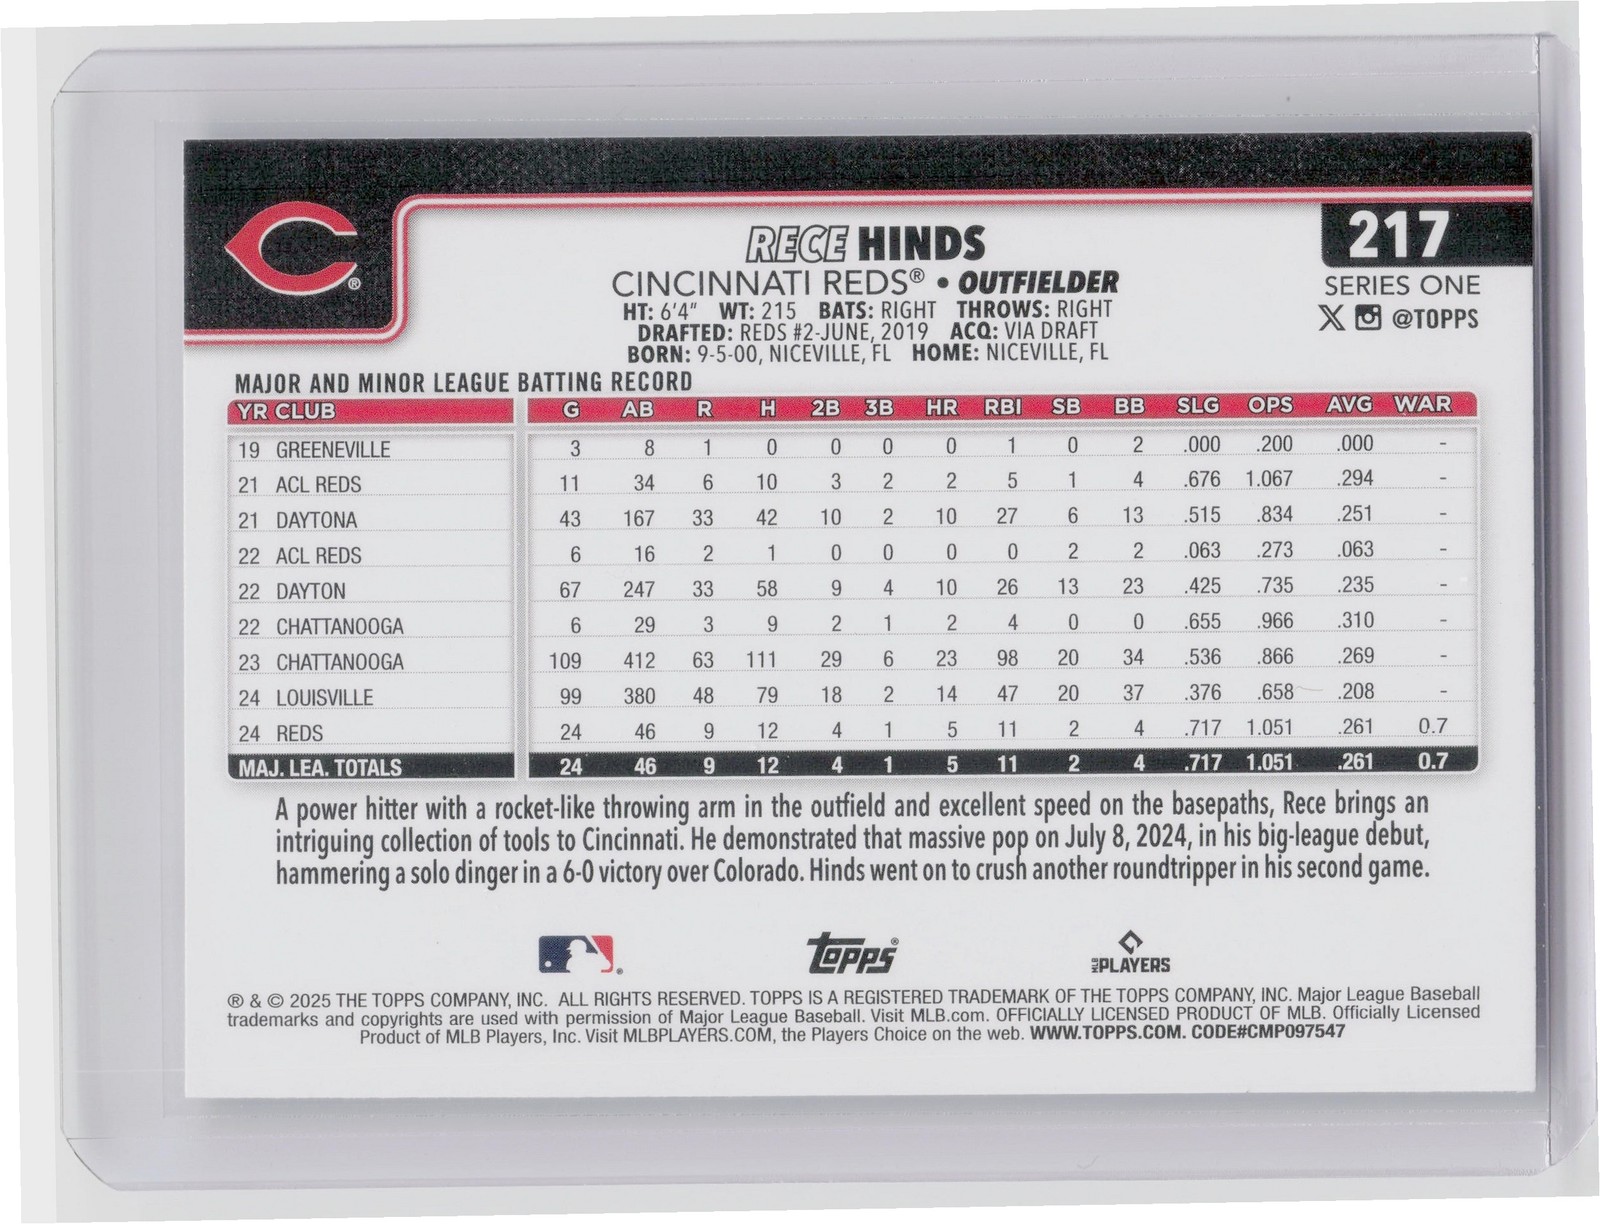 RECE HINDS
217
CINCINNATI REDS® • OUTFIELDER
SERIES ONE
HT: 6'4" WT: 215 BATS: RIGHT THROWS: RIGHT
@TOPPS
DRAFTED: REDS #2-JUNE, 2019 ACQ: VIA DRAFT
BORN: 9-5-00, NICEVILLE, FL HOME: NICEVILLE, FL
MAJOR AND MINOR LEAGUE BATTING RECORD
YR CLUB G AB R H 2B 3B HR RBI SB BB SLG OPS AVG WAR
19 GREENEVILLE 3 8 1 0 0 0 0 1 0 2 .000 .200 .000 -
21 ACL REDS 11 34 6 10 3 2 2 5 1 4 .676 1.067 .294 -
21 DAYTONA 43 167 33 42 10 2 10 27 6 13 .515 .834 .251 -
22 ACL REDS 6 16 2 1 0 0 0 0 2 2 .063 .273 .063 -
22 DAYTON 67 247 33 58 9 4 10 26 13 23 .425 .735 .235 -
22 CHATTANOOGA 6 29 3 9 2 1 2 4 0 0 .655 .966 .310 -
23 CHATTANOOGA 109 412 63 111 29 6 23 98 20 34 .536 .866 .269 -
24 LOUISVILLE 99 380 48 79 18 2 14 47 20 37 .376 .658 .208 -
24 REDS 24 46 9 12 4 1 5 11 2 4 .717 1.051 .261 0.7
MAJ. LEA. TOTALS 24 46 9 12 4 1 5 11 2 4 .717 1.051 .261 0.7
A power hitter with a rocket-like throwing arm in the outfield and excellent speed on the basepaths, Rece brings an
intriguing collection of tools to Cincinnati. He demonstrated that massive pop on July 8, 2024, in his big-league debut,
hammering a solo dinger in a 6-0 victory over Colorado. Hinds went on to crush another roundtripper in his second game.
Topps®
MLB PLAYERS
® & © 2025 THE TOPPS COMPANY, INC. ALL RIGHTS RESERVED. TOPPS IS A REGISTERED TRADEMARK OF THE TOPPS COMPANY, INC. Major League Baseball
trademarks and copyrights are used with permission of Major League Baseball. Visit MLB.com. OFFICIALLY LICENSED PRODUCT OF MLB. Officially Licensed
Product of MLB Players, Inc. Visit MLBPLAYERS.COM, the Players Choice on the web. WWW.TOPPS.COM. CODE#CMP097547